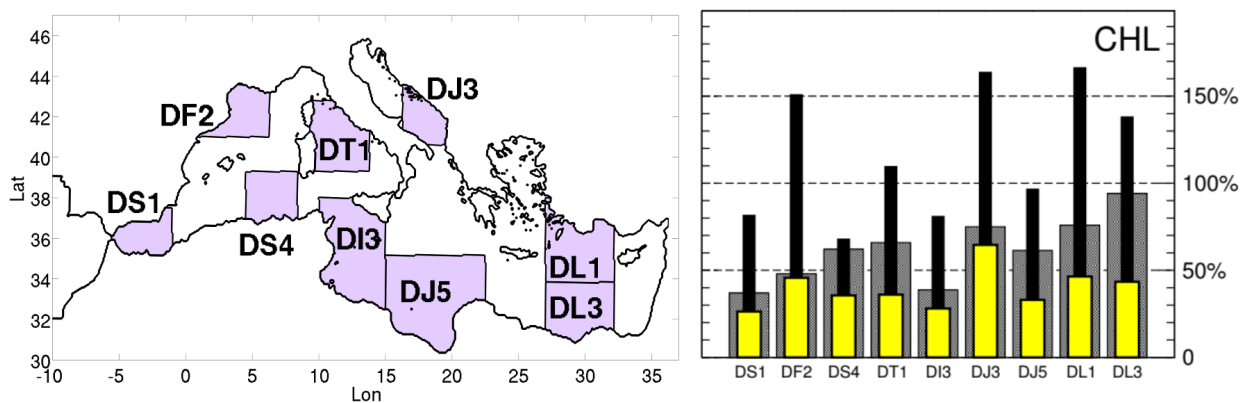 46
44
42
40
38
36
34
32
30
Lat
-10 -5 0 5 10 15 20 25 30 35
Lon
DJ3
DF2
DT1
DS1
DS4
DI3
DL1
DJ5
DL3
CHL
150%
100%
50%
0
DS1 DF2 DS4 DT1 DI3 DJ3 DJ5 DL1 DL3